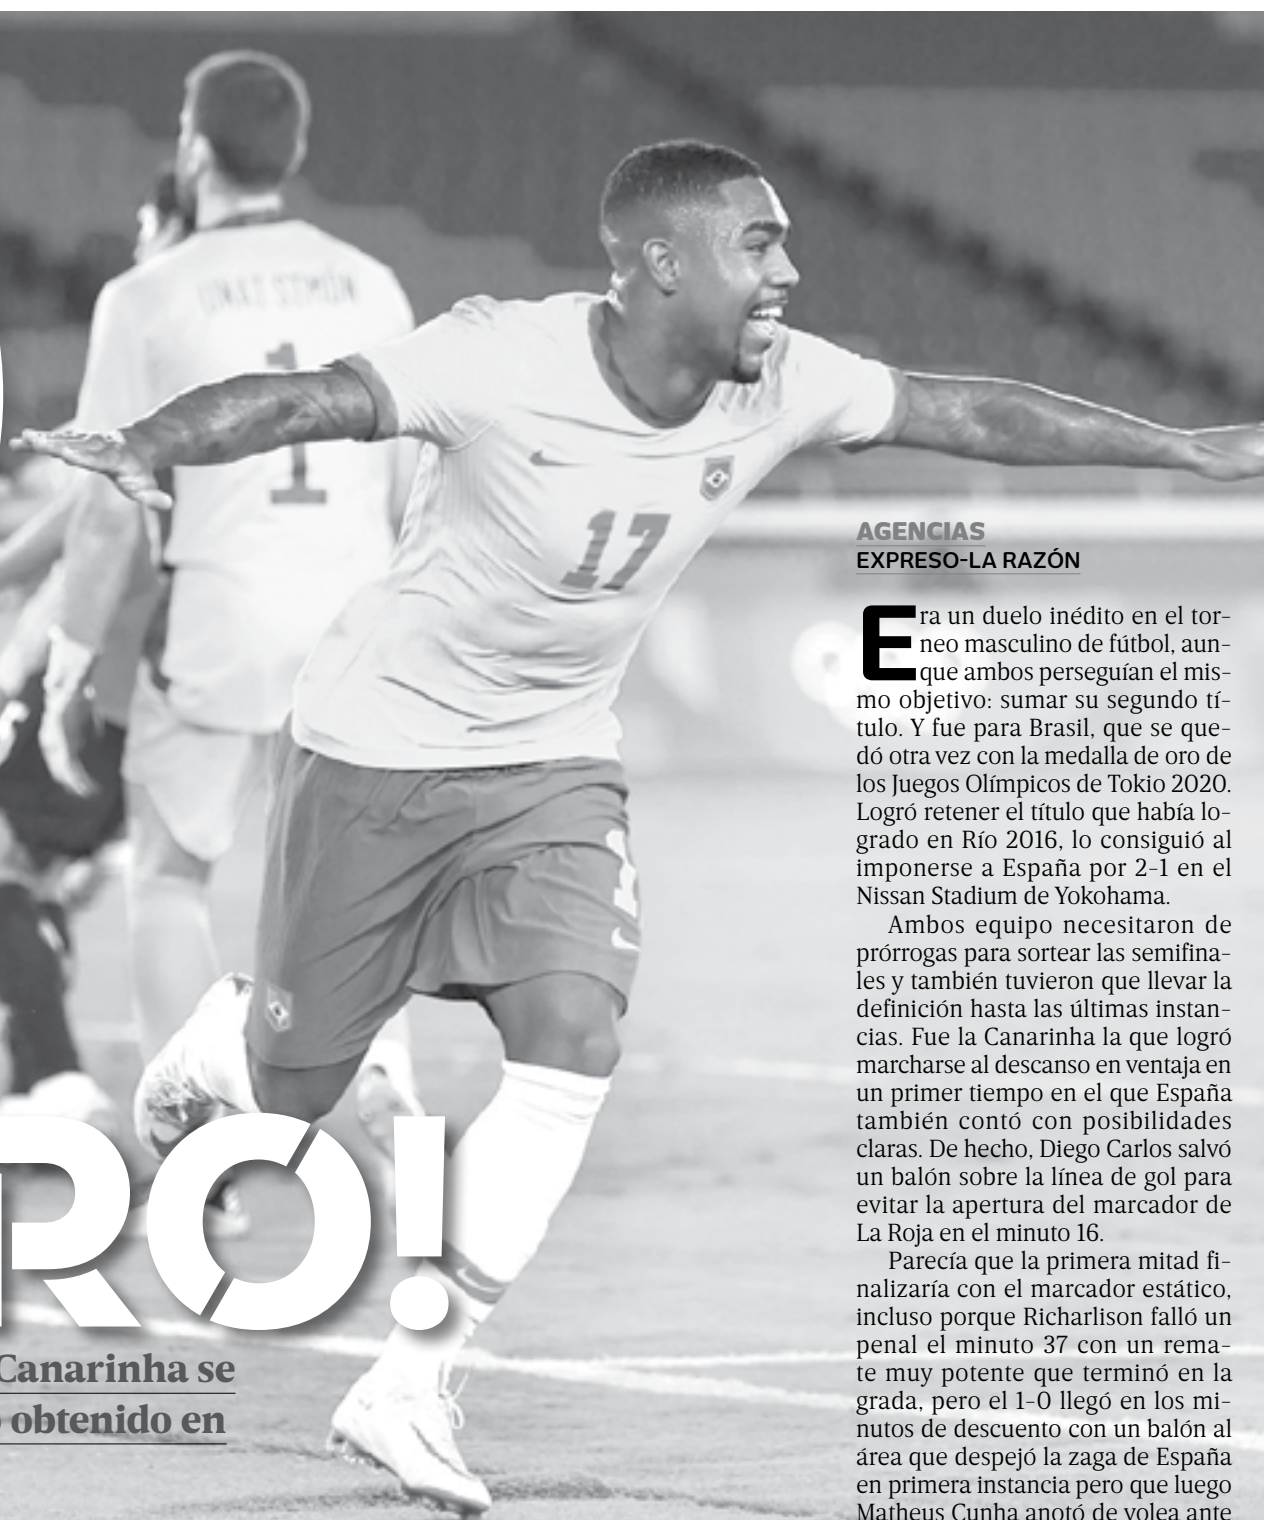 UNAI SIMÓN
1
17
AGENCIAS
EXPRESO-LA RAZÓN
Era un duelo inédito en el tor-
neo masculino de fútbol, aun-
que ambos perseguían el mis-
mo objetivo: sumar su segundo tí-
tulo. Y fue para Brasil, que se que-
dó otra vez con la medalla de oro de
los Juegos Olímpicos de Tokio 2020.
Logró retener el título que había lo-
grado en Río 2016, lo consiguió al
imponerse a España por 2-1 en el
Nissan Stadium de Yokohama.
Ambos equipo necesitaron de
prórrogas para sortear las semifina-
les y también tuvieron que llevar la
definición hasta las últimas instan-
cias. Fue la Canarinha la que logró
marcharse al descanso en ventaja en
un primer tiempo en el que España
también contó con posibilidades
claras. De hecho, Diego Carlos salvó
un balón sobre la línea de gol para
evitar la apertura del marcador de
La Roja en el minuto 16.
Parecía que la primera mitad fi-
nalizaría con el marcador estático,
incluso porque Richarlison falló un
penal el minuto 37 con un rema-
te muy potente que terminó en la
grada, pero el 1-0 llegó en los mi-
nutos de descuento con un balón al
área que despejó la zaga de España
en primera instancia pero que luego
Matheus Cunha anotó de volea ante
RO!
Canarinha se
obtenido en